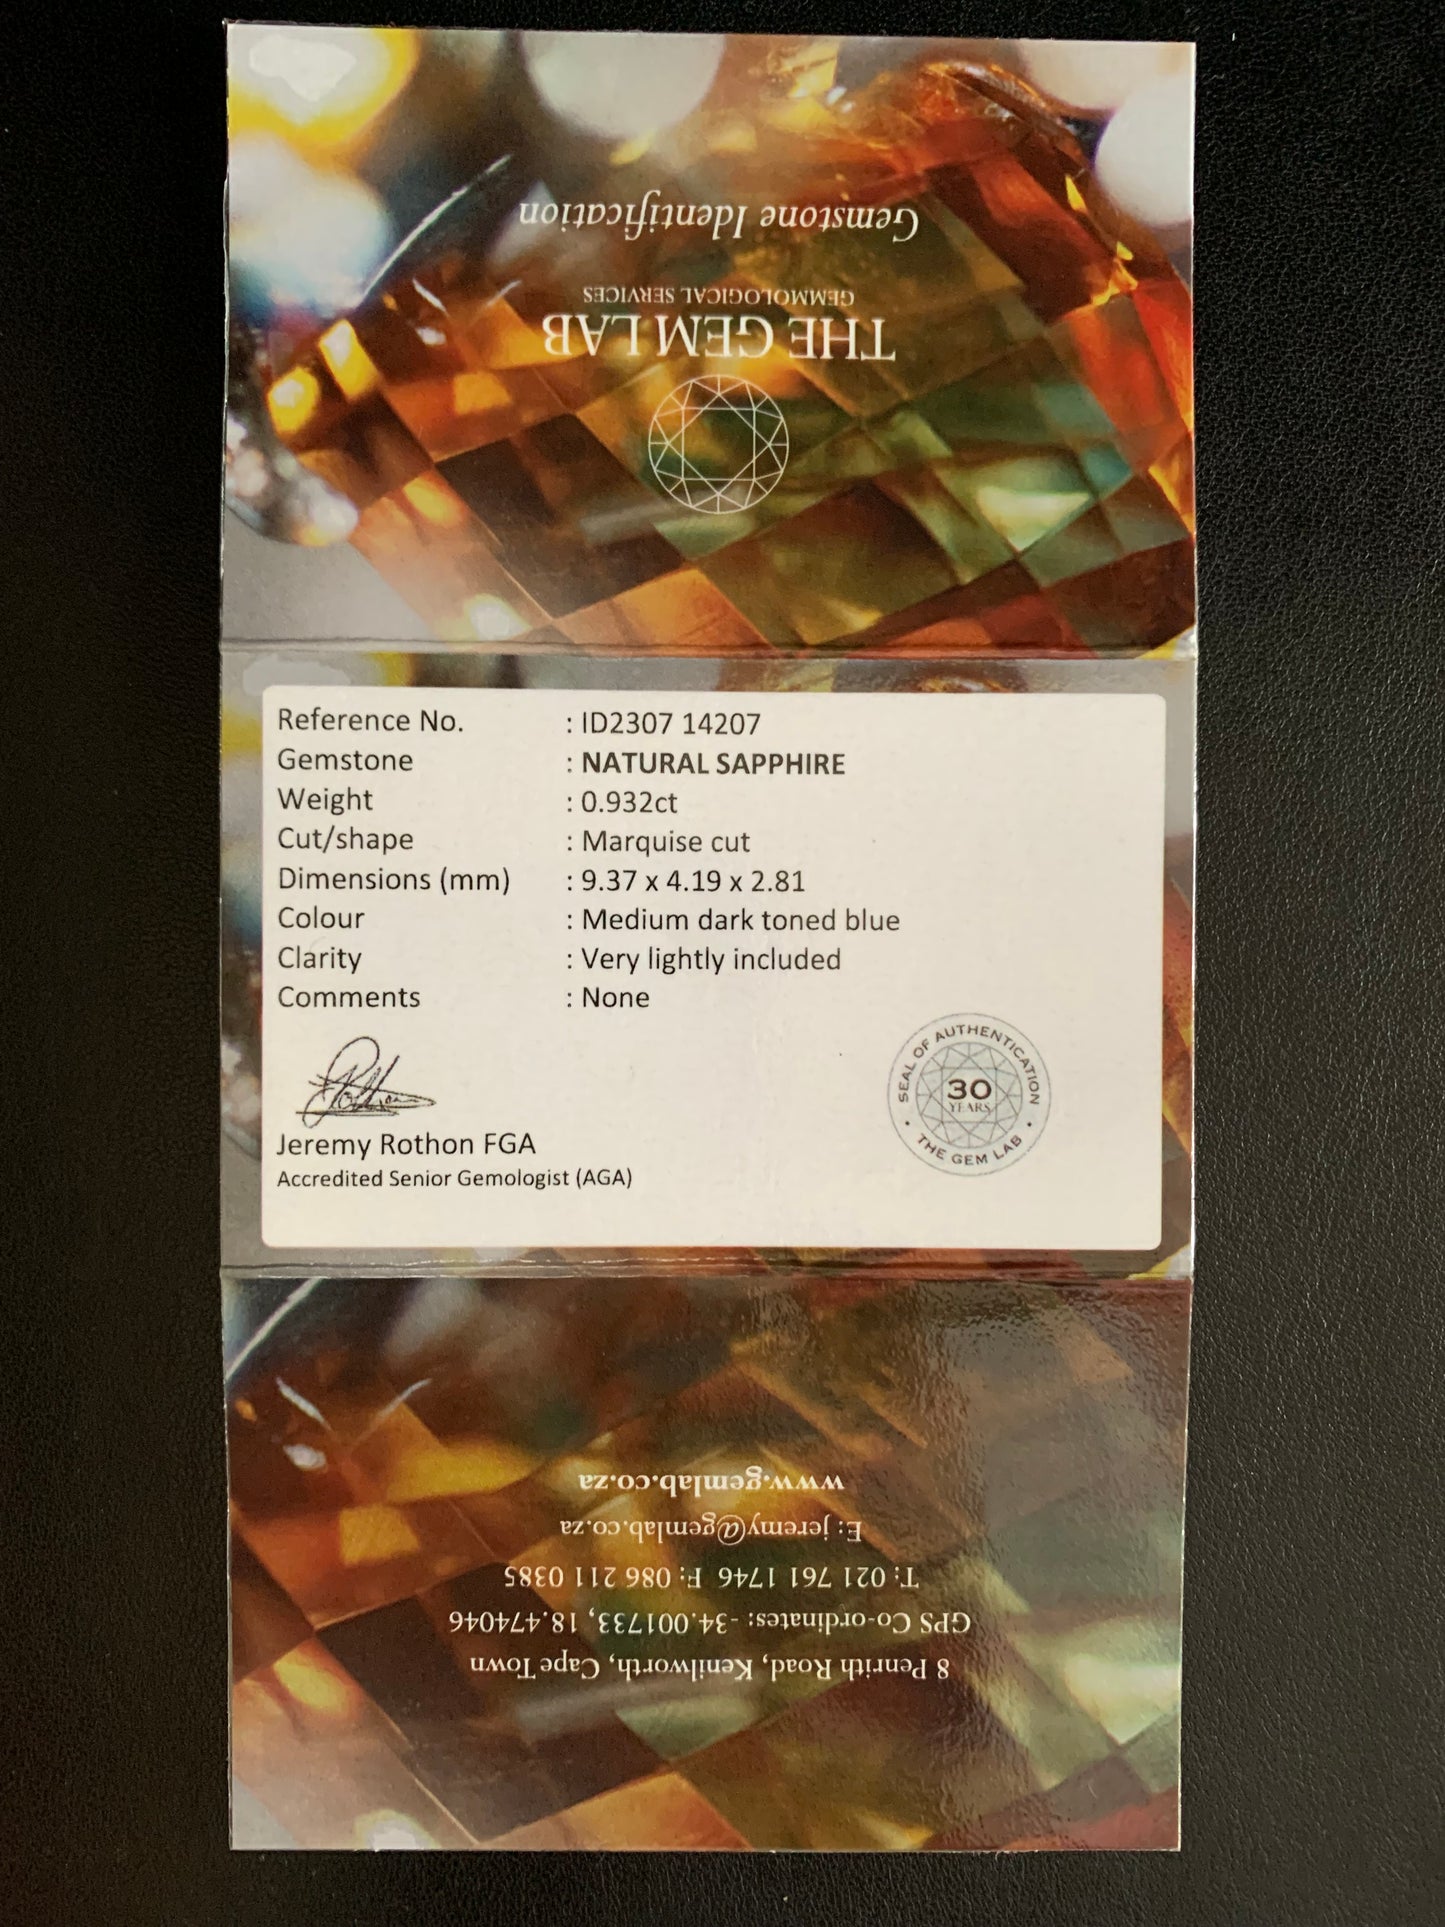 THE GEM LAB
GEMMOLOGICAL SERVICES
Gemstone Identification
Reference No. : ID2307 14207
Gemstone : NATURAL SAPPHIRE
Weight : 0.932ct
Cut/shape : Marquise cut
Dimensions (mm) : 9.37 x 4.19 x 2.81
Colour : Medium dark toned blue
Clarity : Very lightly included
Comments : None
Jeremy Rothon FGA
Accredited Senior Gemologist (AGA)
SEAL OF AUTHENTICATION
30
YEARS
• THE GEM LAB •
8 Penrith Road, Kenilworth, Cape Town
GPS Co-ordinates: -34.001733, 18.474046
T: 021 761 1746 F: 086 211 0385
E: jeremy@gemlab.co.za
www.gemlab.co.za